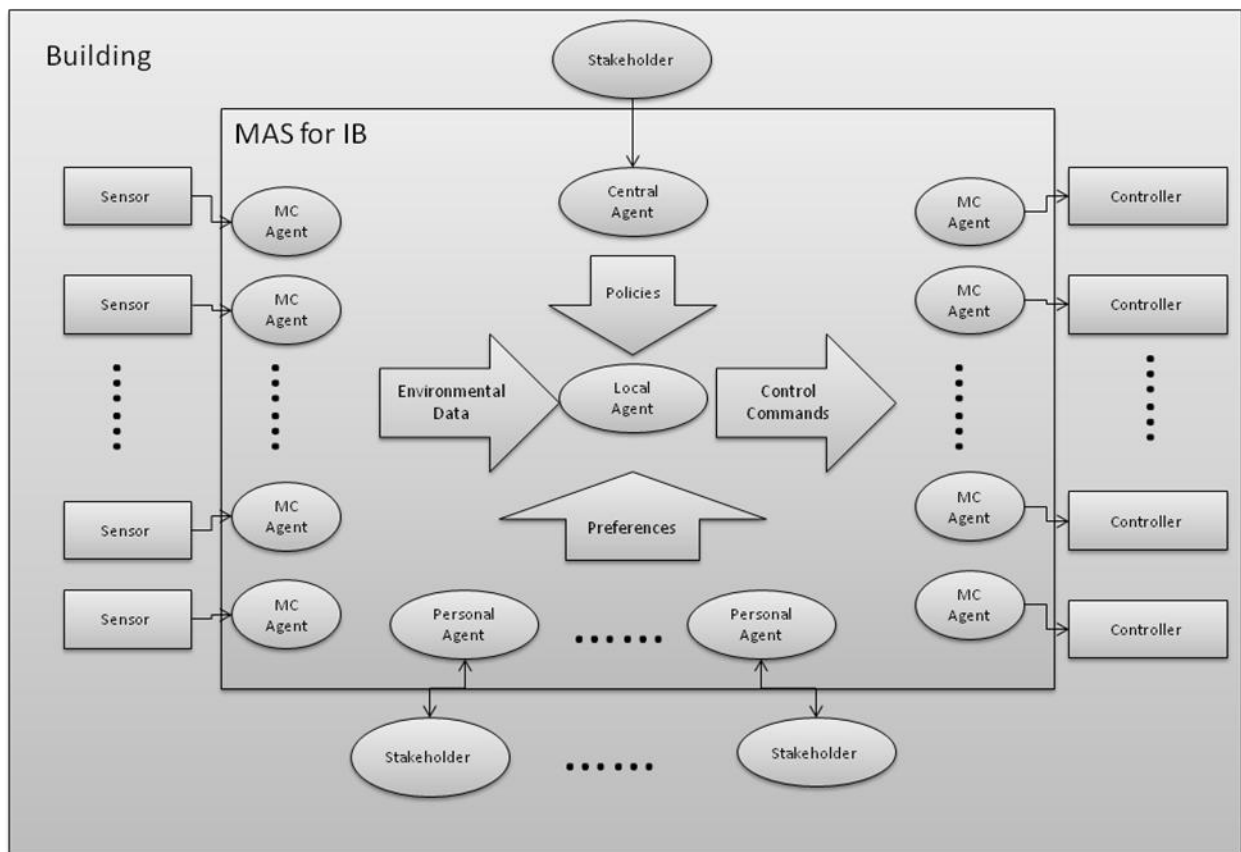 Building
Stakeholder
MAS for IB
Sensor
MC
Agent
Central
Agent
MC
Agent
Controller
Sensor
MC
Agent
Policies
MC
Agent
Controller
Environmental
Data
Local
Agent
Control
Commands
Sensor
MC
Agent
Preferences
MC
Agent
Controller
Sensor
MC
Agent
Personal
Agent
Personal
Agent
MC
Agent
Controller
Stakeholder
Stakeholder